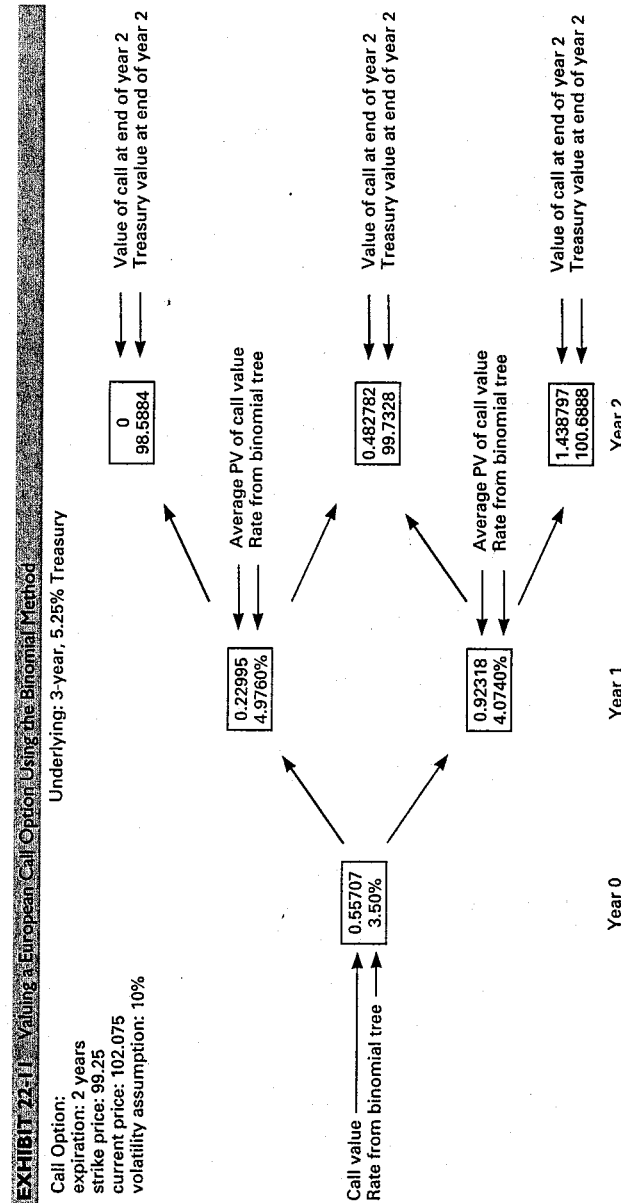 EXHIBIT 22-11 Valuing a European Call Option Using the Binomial Method
Underlying: 3-year, 5.25% Treasury
Call Option:
expiration: 2 years
strike price: 99.25
current price: 102.075
volatility assumption: 10%
Call value
Rate from binomial tree
0.55707
3.50%
0.22995
4.9760%
Average PV of call value
Rate from binomial tree
0.92318
4.0740%
Average PV of call value
Rate from binomial tree
0
98.5884
Value of call at end of year 2
Treasury value at end of year 2
0.482782
99.7328
Value of call at end of year 2
Treasury value at end of year 2
1.438797
100.6888
Value of call at end of year 2
Treasury value at end of year 2
Year 0
Year 1
Year 2